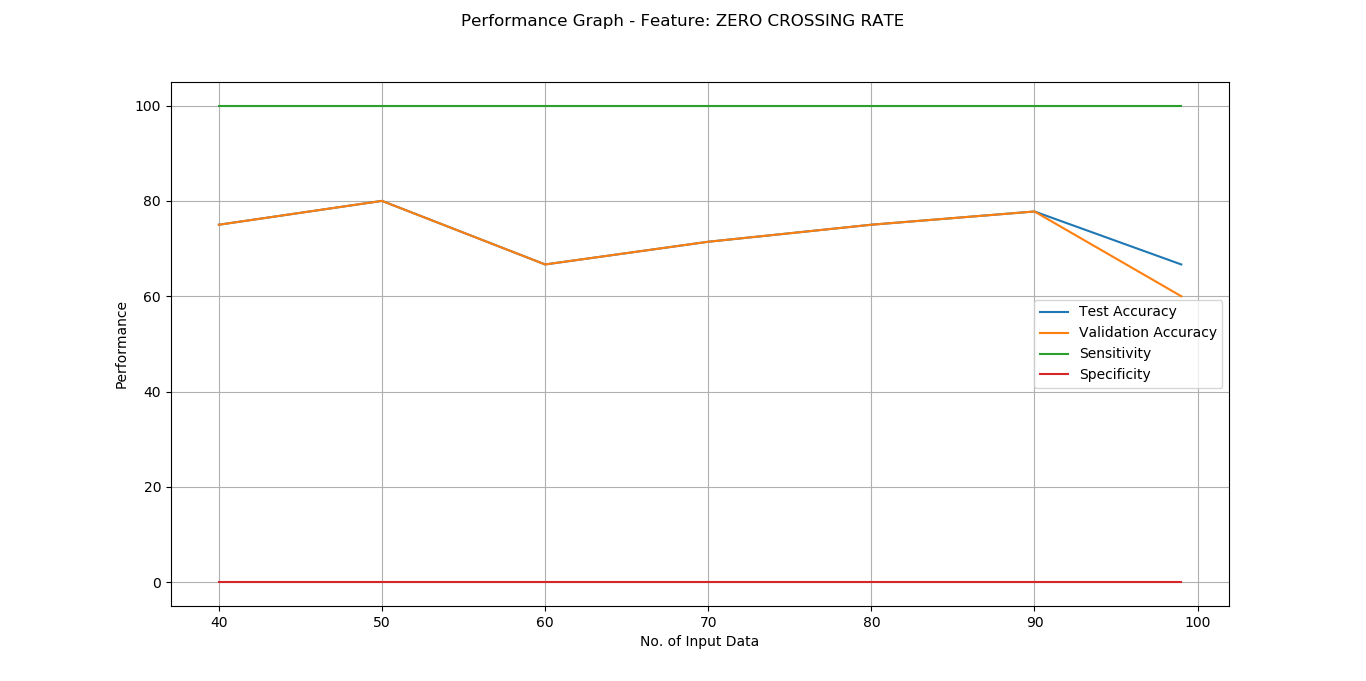 Performance Graph - Feature: ZERO CROSSING RATE
100
80
60
40
20
0
Performance
Test Accuracy
Validation Accuracy
Sensitivity
Specificity
40 50 60 70 80 90 100
No. of Input Data